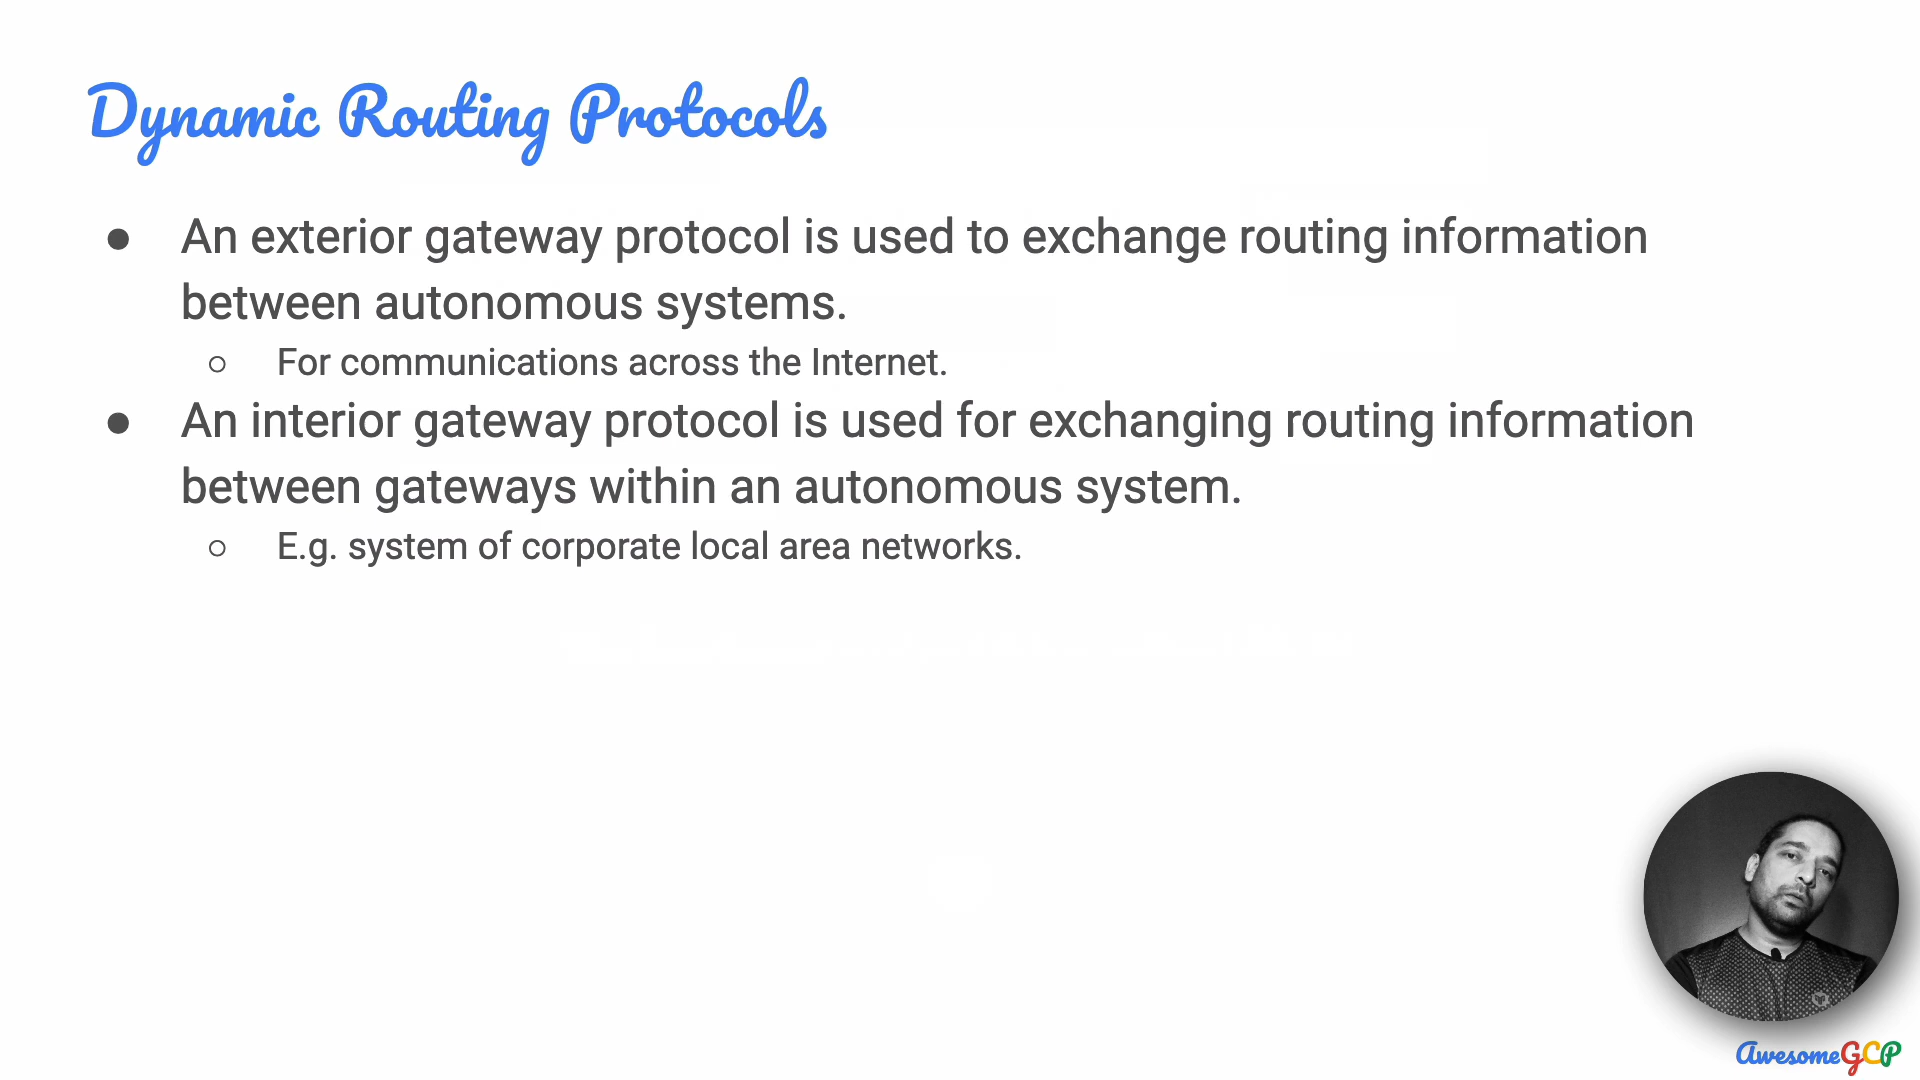 Dynamic Routing Protocols
● An exterior gateway protocol is used to exchange routing information
between autonomous systems.
○ For communications across the Internet.
● An interior gateway protocol is used for exchanging routing information
between gateways within an autonomous system.
○ E.g. system of corporate local area networks.
AwesomeGCP